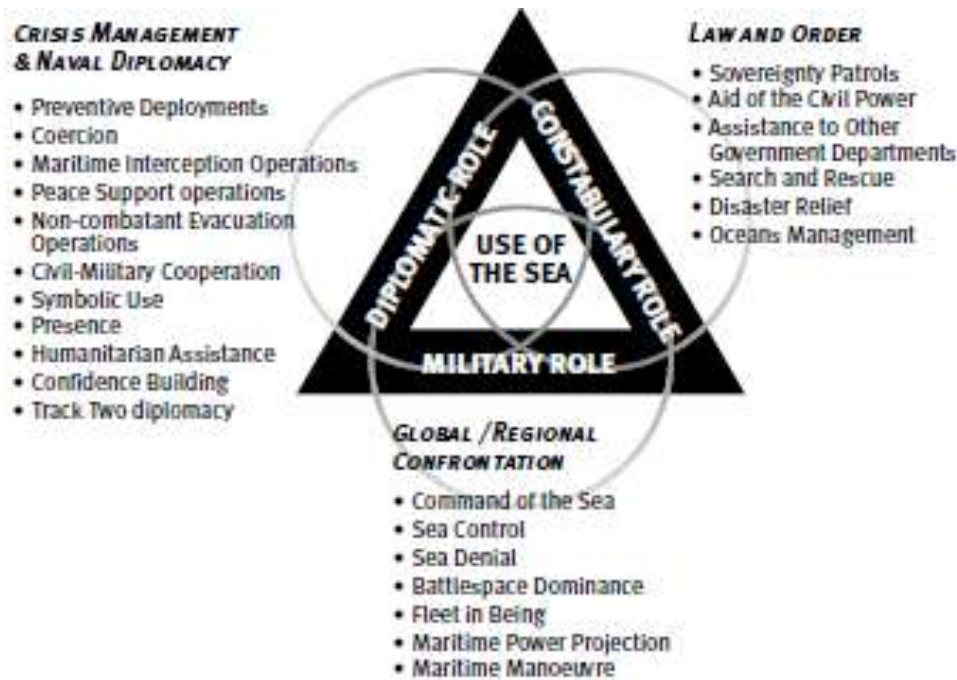 CRISIS MANAGEMENT
& NAVAL DIPLOMACY
• Preventive Deployments
• Coercion
• Maritime Interception Operations
• Peace Support operations
• Non-combatant Evacuation
Operations
• Civil-Military Cooperation
• Symbolic Use
• Presence
• Humanitarian Assistance
• Confidence Building
• Track Two diplomacy
LAW AND ORDER
• Sovereignty Patrols
• Aid of the Civil Power
• Assistance to Other
Government Departments
• Search and Rescue
• Disaster Relief
• Oceans Management
DIPLOMATIC ROLE
CONSTABULARY ROLE
USE OF
THE SEA
MILITARY ROLE
GLOBAL / REGIONAL
CONFRONTATION
• Command of the Sea
• Sea Control
• Sea Denial
• Battlespace Dominance
• Fleet in Being
• Maritime Power Projection
• Maritime Manoeuvre